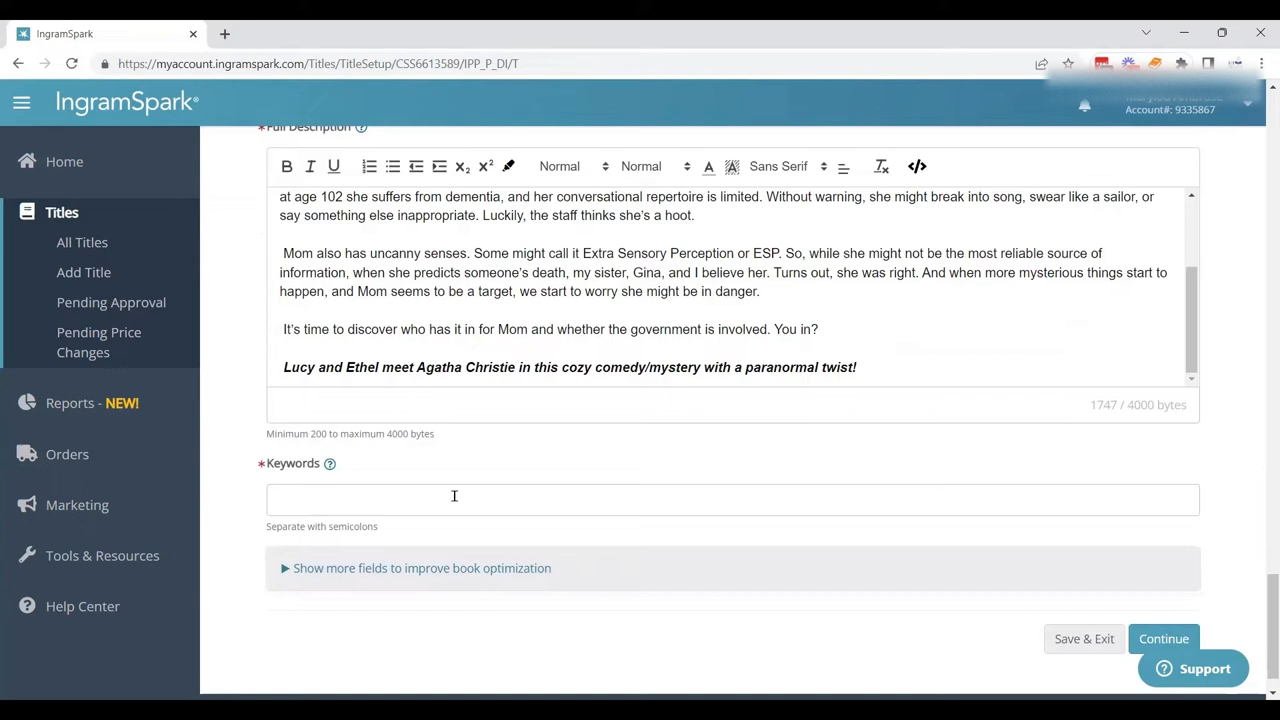 IngramSpark
https://myaccount.ingramspark.com/Titles/TitleSetup/CSS6613589/IPP_P_DI/T
IngramSpark®
Account#: 9335867
Home
Titles
All Titles
Add Title
Pending Approval
Pending Price
Changes
Reports - NEW!
Orders
Marketing
Tools & Resources
Help Center
*Full Description
Normal Normal Sans Serif
at age 102 she suffers from dementia, and her conversational repertoire is limited. Without warning, she might break into song, swear like a sailor, or
say something else inappropriate. Luckily, the staff thinks she's a hoot.
Mom also has uncanny senses. Some might call it Extra Sensory Perception or ESP. So, while she might not be the most reliable source of
information, when she predicts someone's death, my sister, Gina, and I believe her. Turns out, she was right. And when more mysterious things start to
happen, and Mom seems to be a target, we start to worry she might be in danger.
It's time to discover who has it in for Mom and whether the government is involved. You in?
Lucy and Ethel meet Agatha Christie in this cozy comedy/mystery with a paranormal twist!
1747 / 4000 bytes
Minimum 200 to maximum 4000 bytes
*Keywords
Separate with semicolons
Show more fields to improve book optimization
Save & Exit
Continue
Support